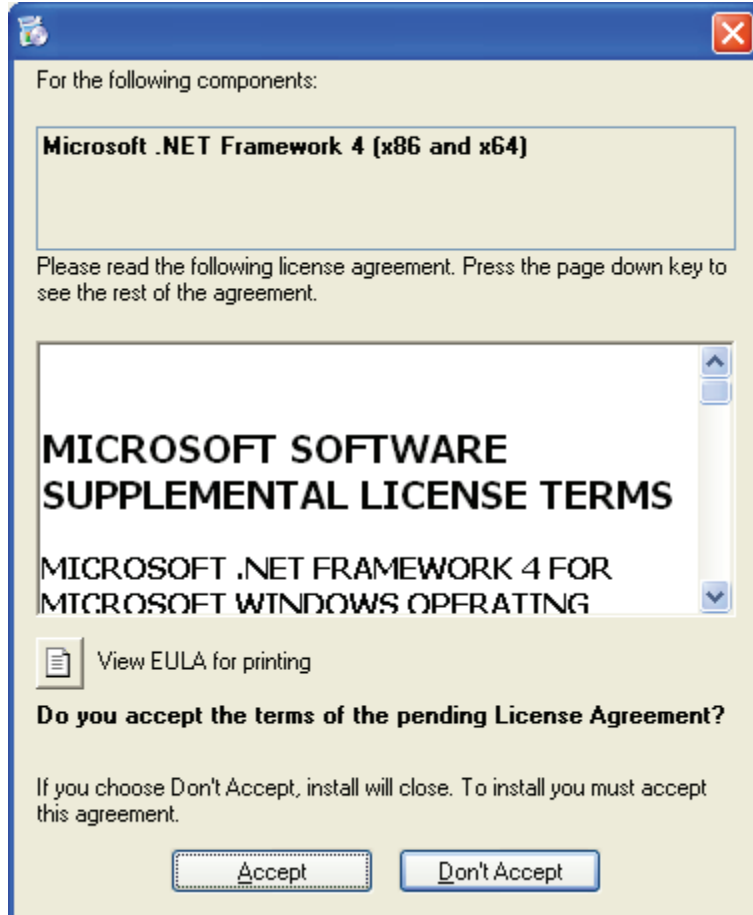 For the following components:
Microsoft .NET Framework 4 (x86 and x64)
Please read the following license agreement. Press the page down key to
see the rest of the agreement.
MICROSOFT SOFTWARE
SUPPLEMENTAL LICENSE TERMS
MICROSOFT .NET FRAMEWORK 4 FOR
MICROSOFT WINDOWS OPERATING
View EULA for printing
Do you accept the terms of the pending License Agreement?
If you choose Don't Accept, install will close. To install you must accept
this agreement.
Accept
Don't Accept